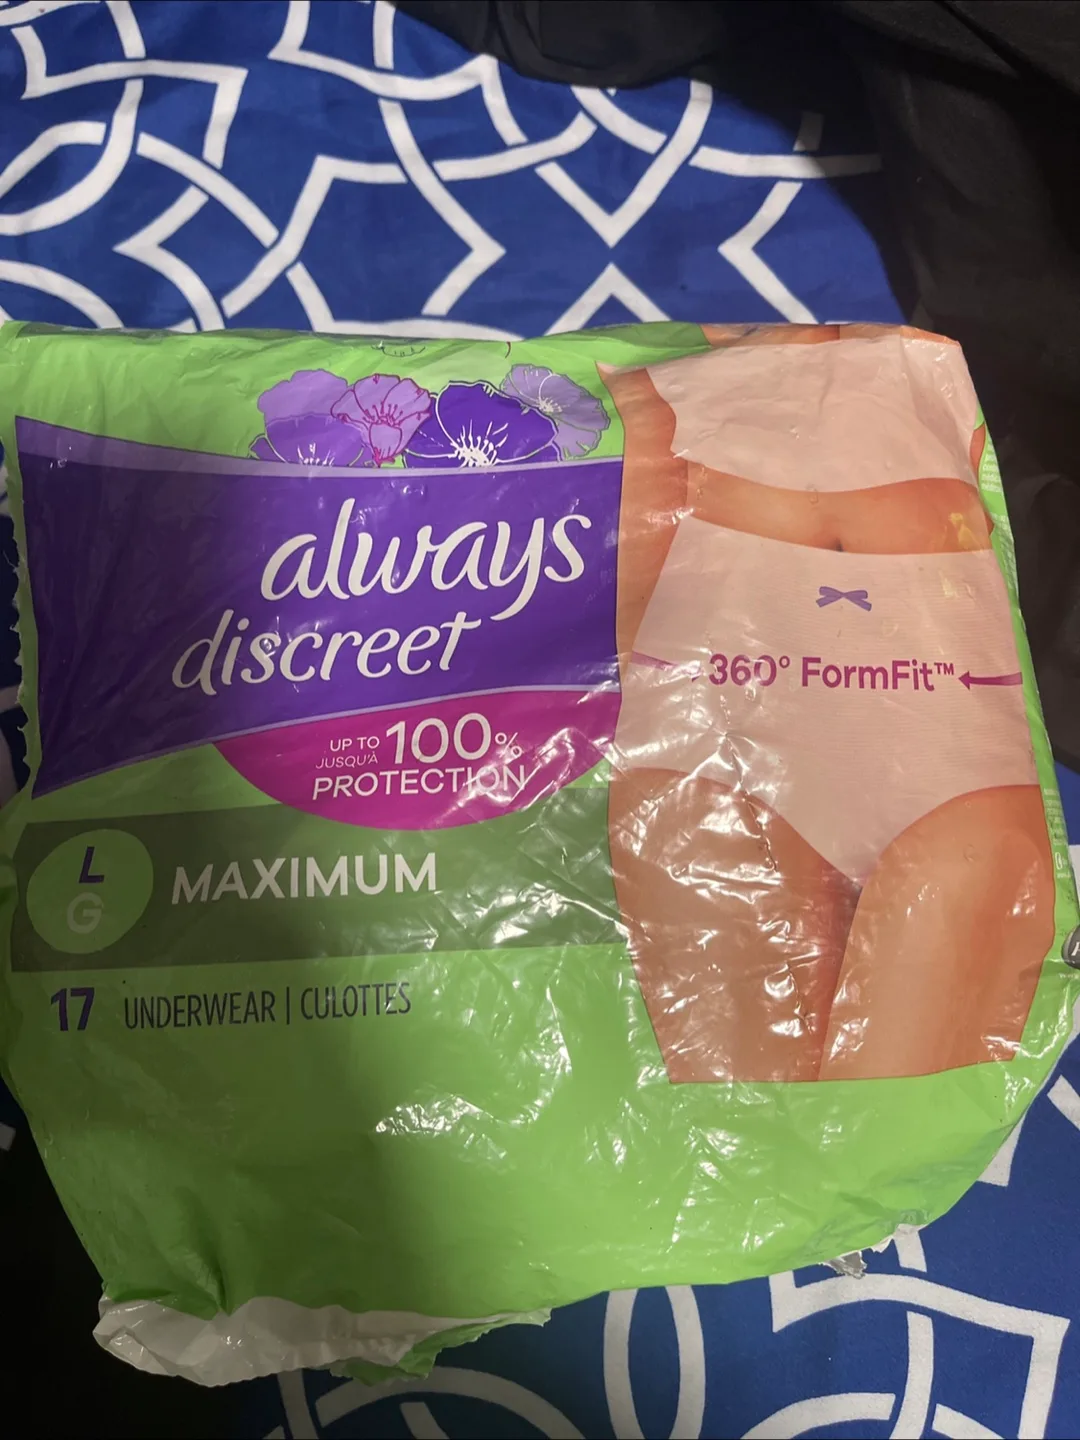 always
discreet
UP TO
JUSQU'À
100%
PROTECTION
360° FormFit™
L
G
MAXIMUM
17 UNDERWEAR | CULOTTES